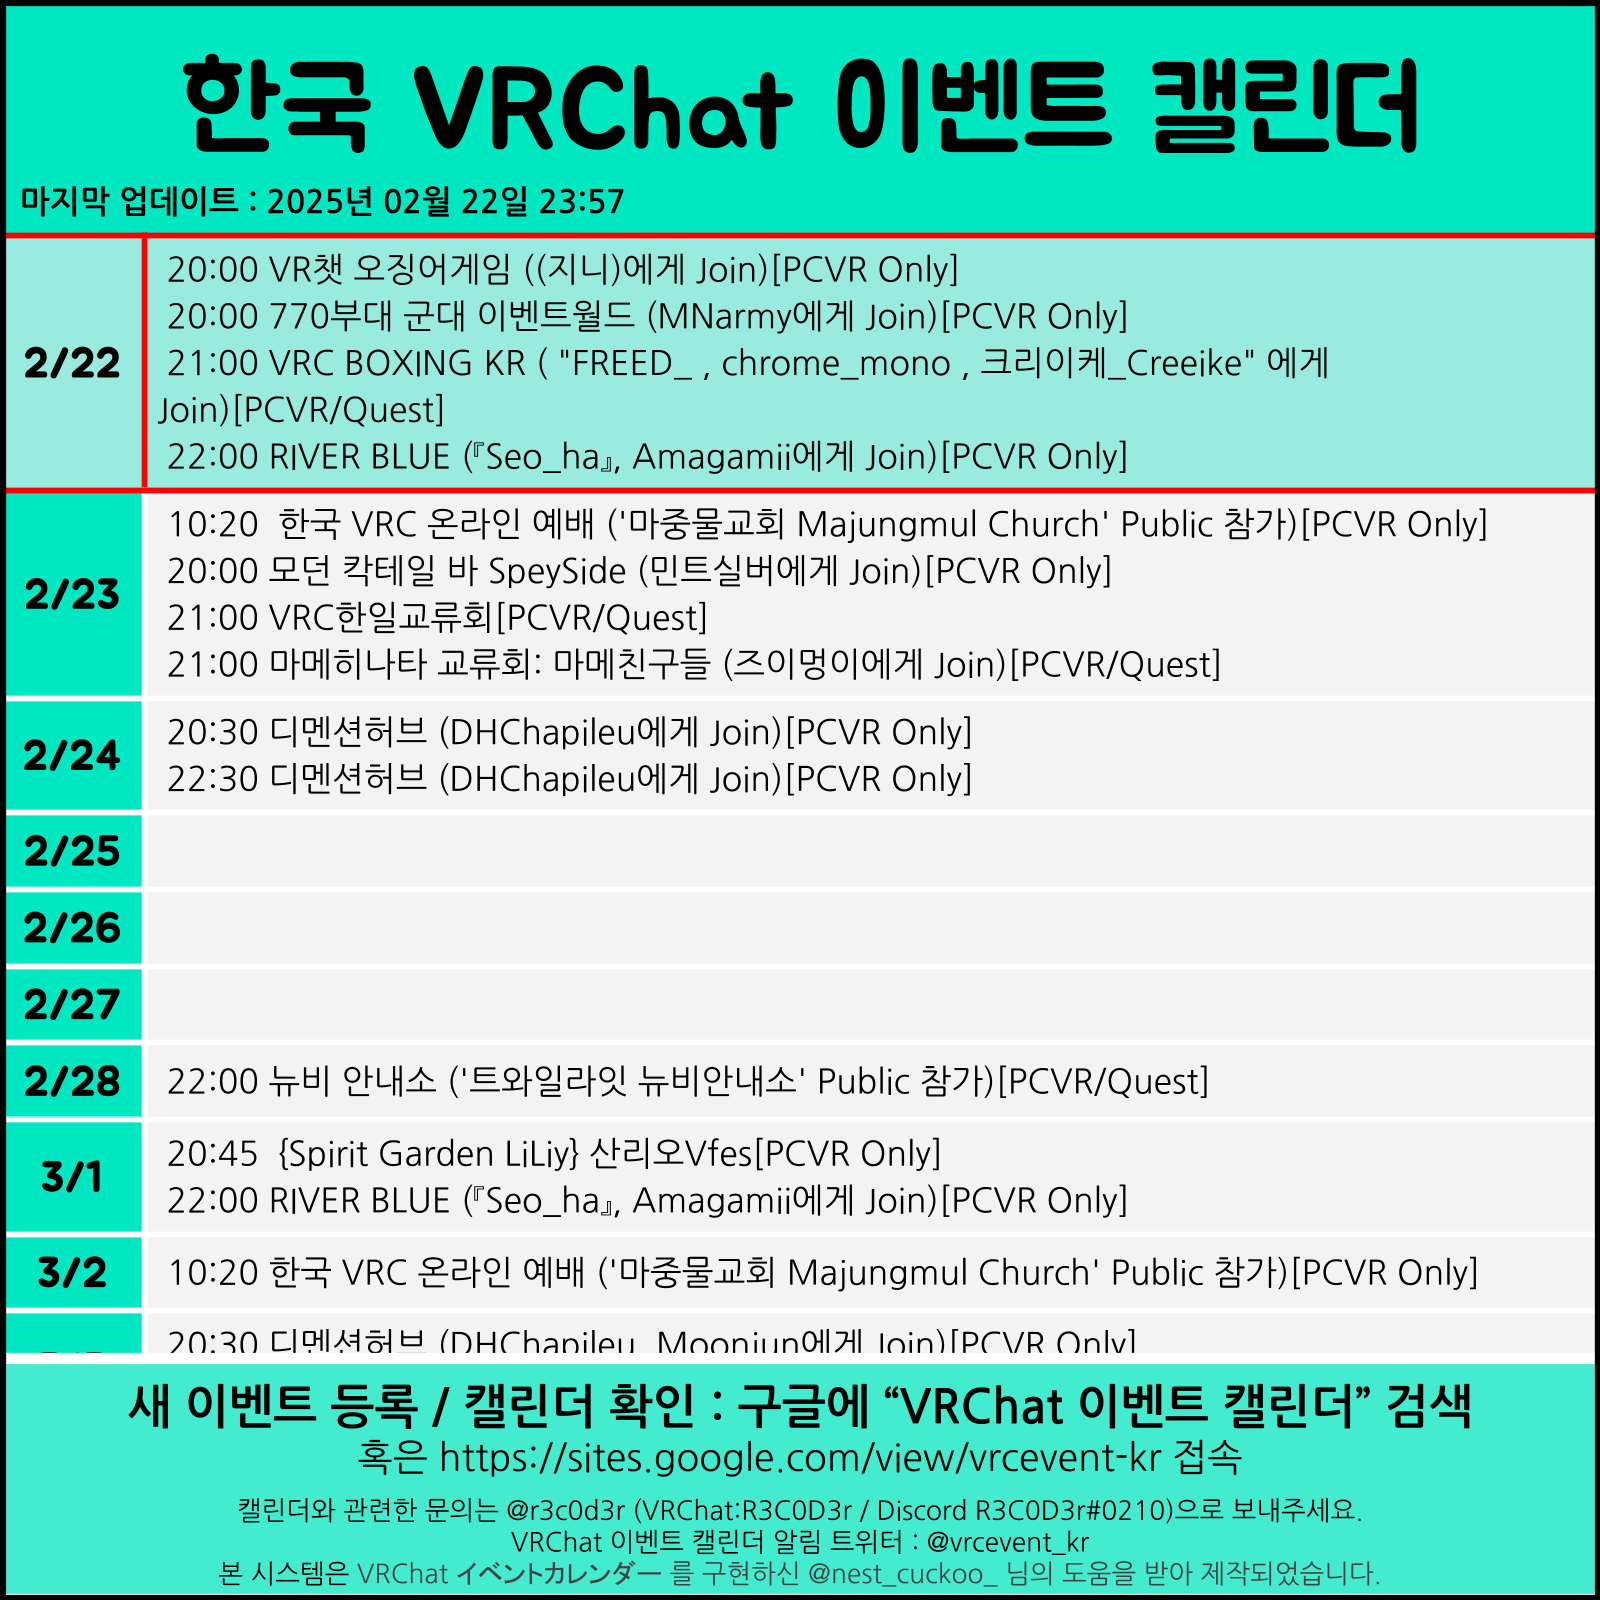 한국 VRChat 이벤트 캘린더
마지막 업데이트 : 2025년 02월 22일 23:57
2/22
20:00 VR챗 오징어게임 ((지니)에게 Join)[PCVR Only]
20:00 770부대 군대 이벤트월드 (MNarmy에게 Join)[PCVR Only]
21:00 VRC BOXING KR ( "FREED_ , chrome_mono , 크리이케_Creeike" 에게
Join)[PCVR/Quest]
22:00 RIVER BLUE (『Seo_ha』, Amagamii에게 Join)[PCVR Only]
2/23
10:20  한국 VRC 온라인 예배 ('마중물교회 Majungmul Church' Public 참가)[PCVR Only]
20:00 모던 칵테일 바 SpeySide (민트실버에게 Join)[PCVR Only]
21:00 VRC한일교류회[PCVR/Quest]
21:00 마메히나타 교류회: 마메친구들 (즈이멍이에게 Join)[PCVR/Quest]
2/24
20:30 디멘션허브 (DHChapileu에게 Join)[PCVR Only]
22:30 디멘션허브 (DHChapileu에게 Join)[PCVR Only]
2/25
2/26
2/27
2/28
22:00 뉴비 안내소 ('트와일라잇 뉴비안내소' Public 참가)[PCVR/Quest]
3/1
20:45  {Spirit Garden LiLiy} 산리오Vfes[PCVR Only]
22:00 RIVER BLUE (『Seo_ha』, Amagamii에게 Join)[PCVR Only]
3/2
10:20 한국 VRC 온라인 예배 ('마중물교회 Majungmul Church' Public 참가)[PCVR Only]
20:30 디멘션허브 (DHChapileu, Moonjun에게 Join)[PCVR Only]
새 이벤트 등록 / 캘린더 확인 : 구글에 “VRChat 이벤트 캘린더” 검색
혹은 https://sites.google.com/view/vrcevent-kr 접속
캘린더와 관련한 문의는 @r3c0d3r (VRChat:R3C0D3r / Discord R3C0D3r#0210)으로 보내주세요.
VRChat 이벤트 캘린더 알림 트위터 : @vrcevent_kr
본 시스템은 VRChat イベントカレンダー 를 구현하신 @nest_cuckoo_ 님의 도움을 받아 제작되었습니다.